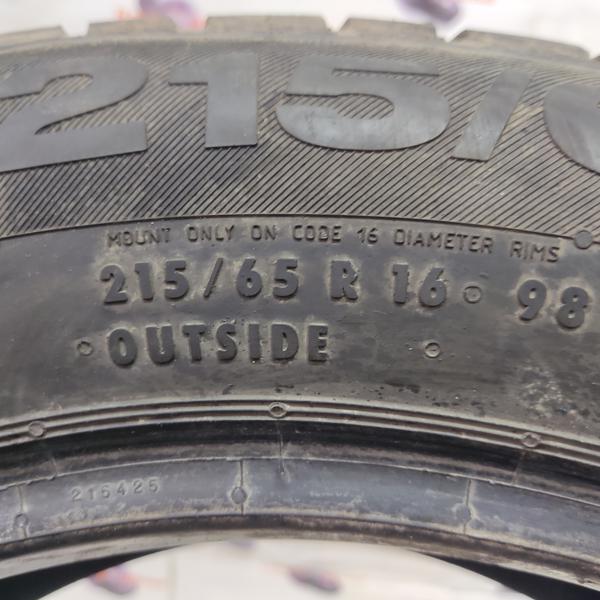 215/6
MOUNT ONLY ON CODE 16 DIAMETER RIMS
215/65 R 16 98
OUTSIDE
216425